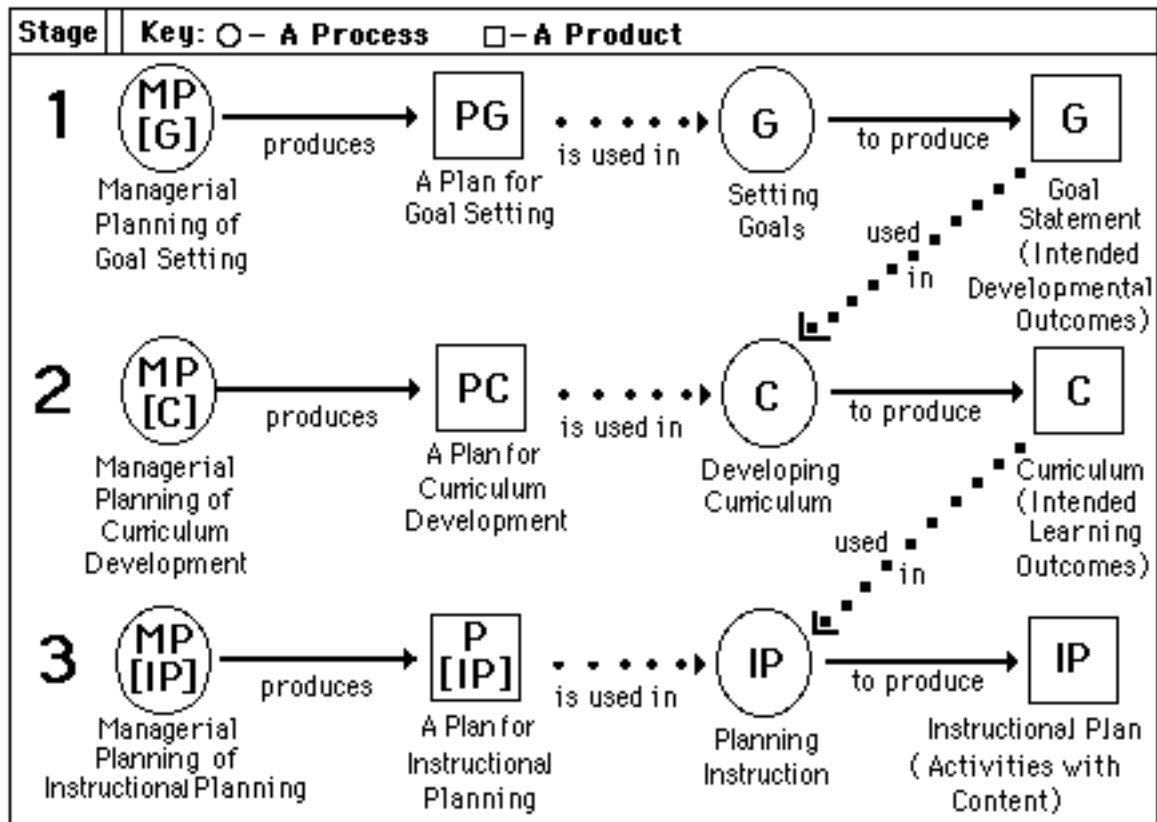 Stage Key: ○ - A Process □ - A Product
1
MP
[G]
produces
PG
is used in
G
to produce
G
Managerial
Planning of
Goal Setting
A Plan for
Goal Setting
Setting
Goals
Goal
Statement
(Intended
Developmental
Outcomes)
used
in
2
MP
[C]
produces
PC
is used in
C
to produce
C
Managerial
Planning of
Curriculum
Development
A Plan for
Curriculum
Development
Developing
Curriculum
Curriculum
(Intended
Learning
Outcomes)
used
in
3
MP
[IP]
produces
P
[IP]
is used in
IP
to produce
IP
Managerial
Planning of
Instructional Planning
A Plan for
Instructional
Planning
Planning
Instruction
Instructional Plan
(Activities with
Content)